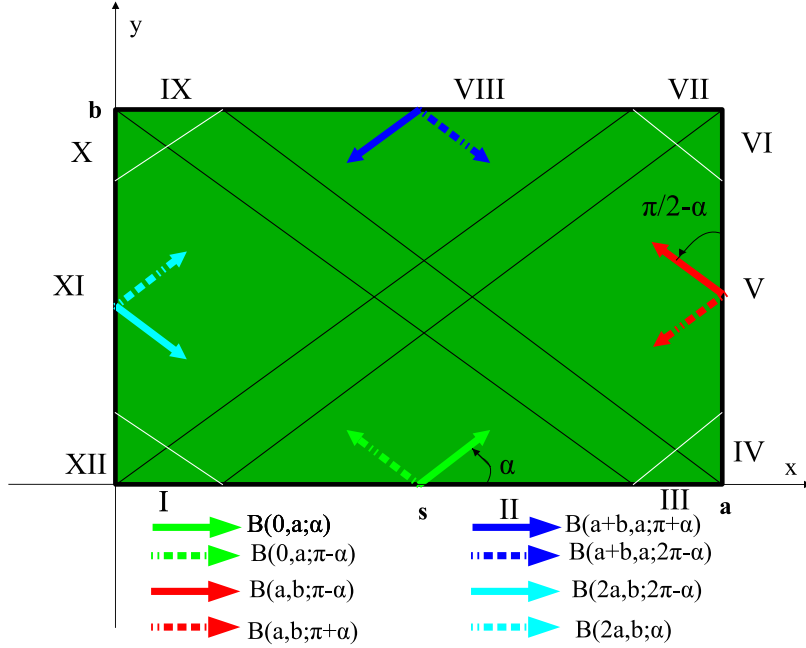 y
IX VIII VII
b
X VI
π/2-α
XI V
XII α IV
x
I s II III a
B(0,a;α) B(a+b,a;π+α)
B(0,a;π-α) B(a+b,a;2π-α)
B(a,b;π-α) B(2a,b;2π-α)
B(a,b;π+α) B(2a,b;α)